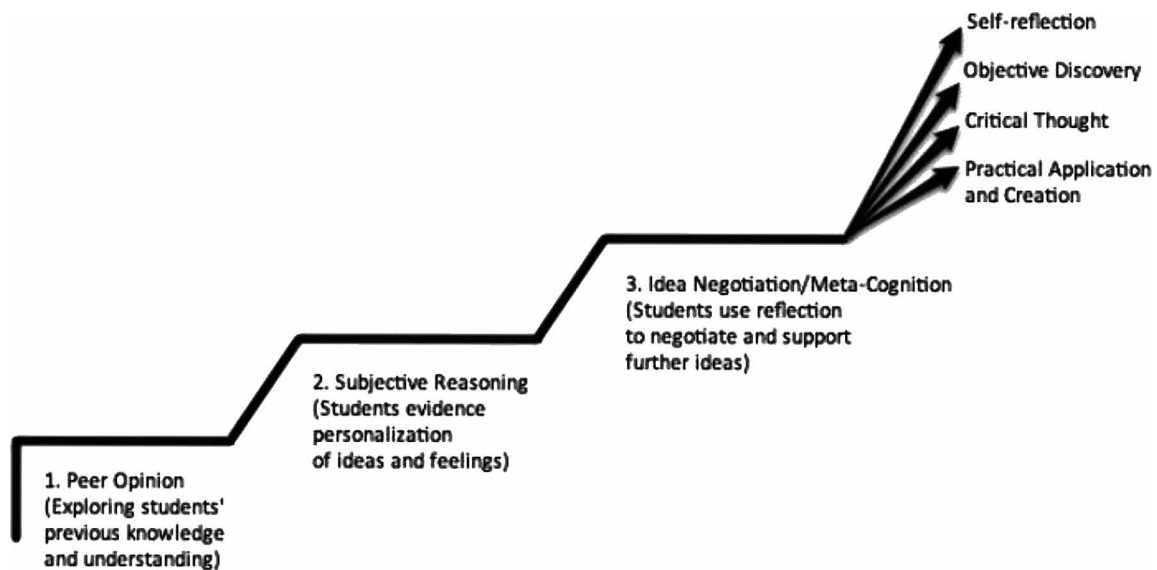 Self-reflection
Objective Discovery
Critical Thought
Practical Application
and Creation
3. Idea Negotiation/Meta-Cognition
(Students use reflection
to negotiate and support
further ideas)
2. Subjective Reasoning
(Students evidence
personalization
of ideas and feelings)
1. Peer Opinion
(Exploring students'
previous knowledge
and understanding)